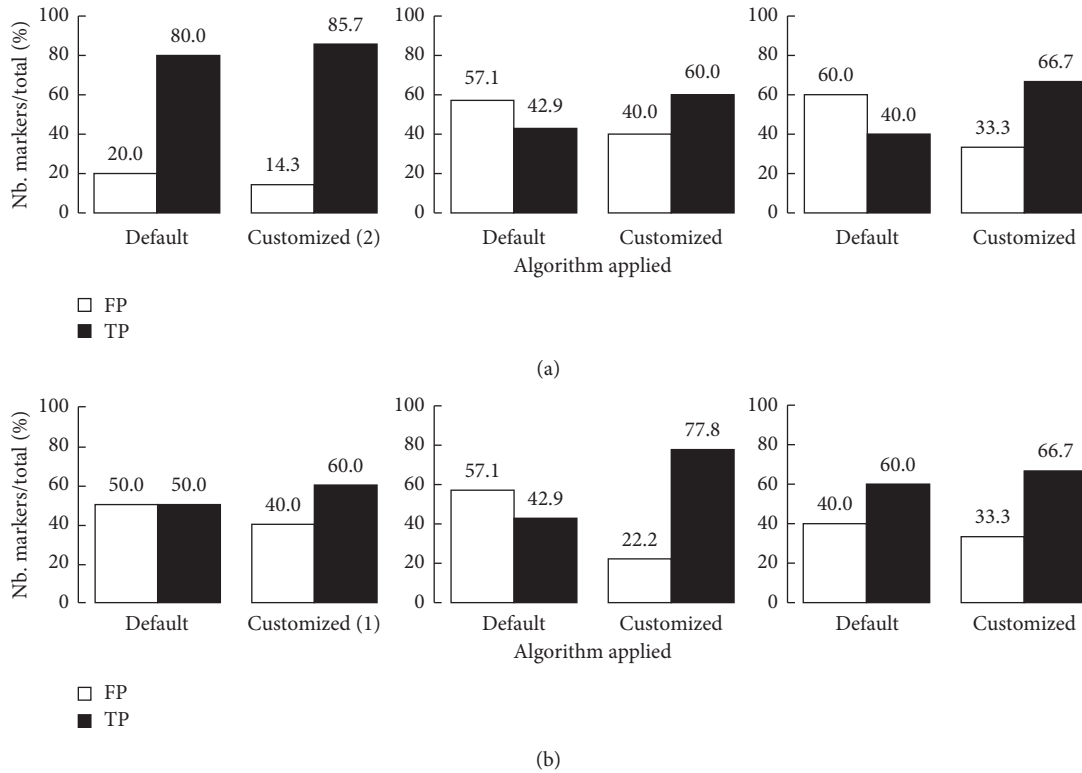 Nb. markers/total (%)
100
80
60
40
20
0
20.0
80.0
14.3
85.7
Default
Customized (2)
100
80
60
40
20
0
57.1
42.9
40.0
60.0
Default
Customized
100
80
60
40
20
0
60.0
40.0
33.3
66.7
Default
Customized
Algorithm applied
FP
TP
(a)
Nb. markers/total (%)
100
80
60
40
20
0
50.0
50.0
40.0
60.0
Default
Customized (1)
100
80
60
40
20
0
57.1
42.9
22.2
77.8
Default
Customized
100
80
60
40
20
0
40.0
60.0
33.3
66.7
Default
Customized
Algorithm applied
FP
TP
(b)